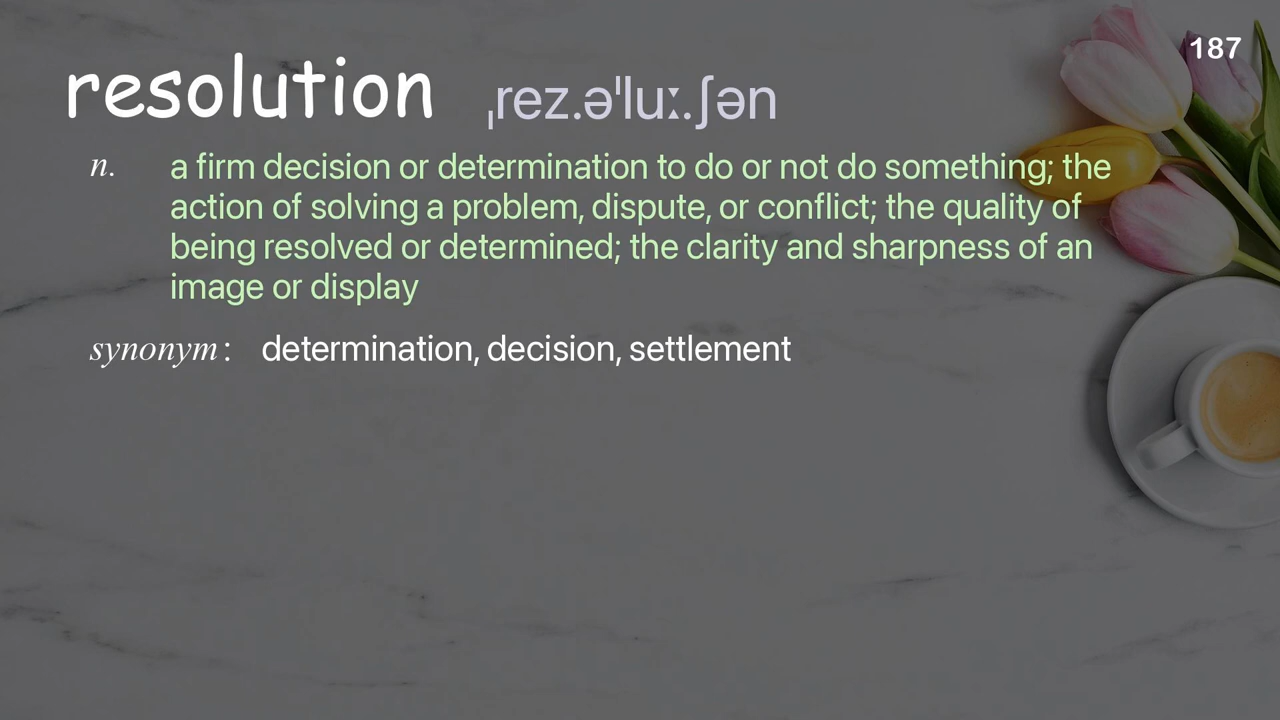 187
resolution ˌrez.əˈluː.ʃən
n. a firm decision or determination to do or not do something; the
action of solving a problem, dispute, or conflict; the quality of
being resolved or determined; the clarity and sharpness of an
image or display
synonym : determination, decision, settlement